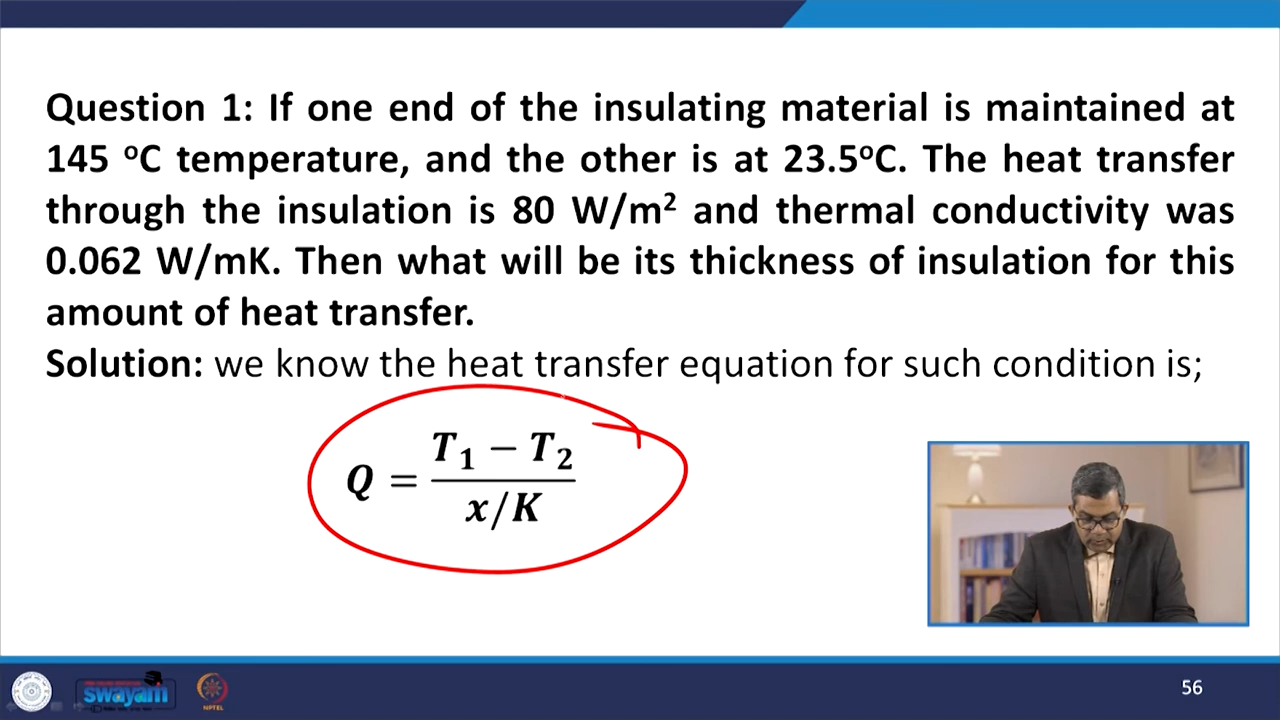 Question 1: If one end of the insulating material is maintained at
145 ºC temperature, and the other is at 23.5ºC. The heat transfer
through the insulation is 80 W/m² and thermal conductivity was
0.062 W/mK. Then what will be its thickness of insulation for this
amount of heat transfer.
Solution: we know the heat transfer equation for such condition is;
Q = (T₁ − T₂) / (x/K)
swayam
NPTEL
56